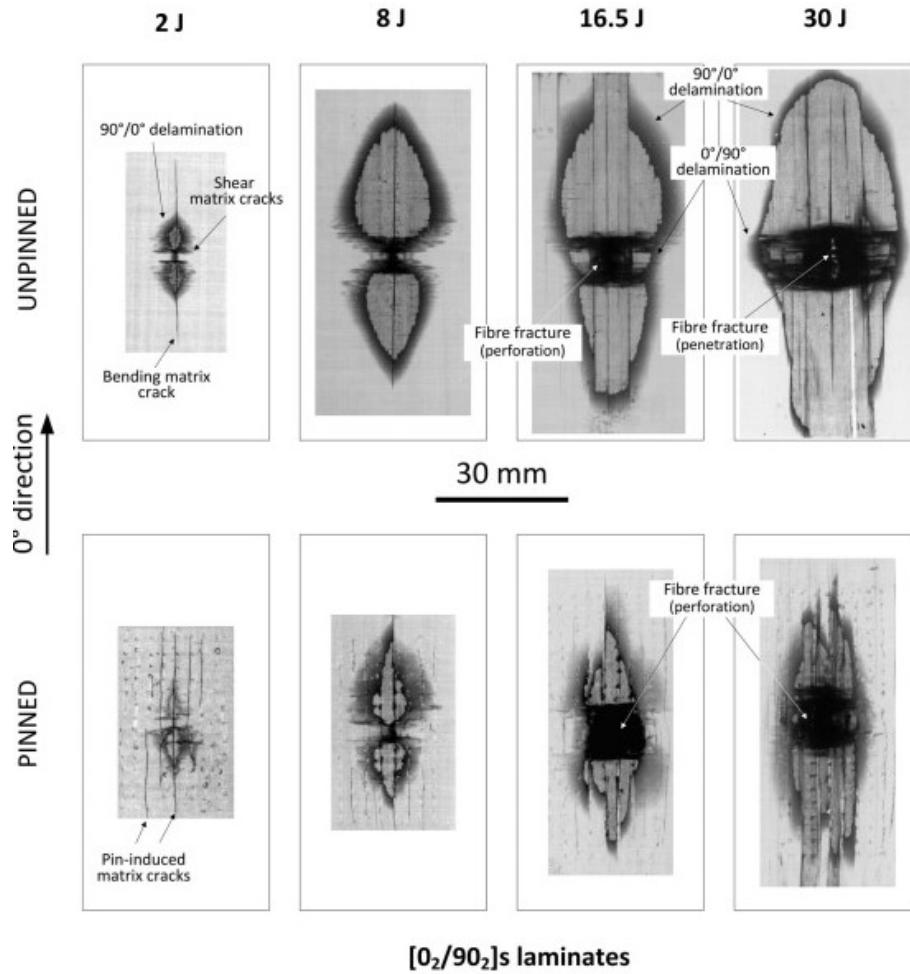 2 J
8 J
16.5 J
30 J
UNPINNED
90°/0° delamination
Shear
matrix cracks
Bending matrix
crack
90°/0°
delamination
0°/90°
delamination
Fibre fracture
(perforation)
Fibre fracture
(penetration)
0° direction
30 mm
PINNED
Pin-induced
matrix cracks
Fibre fracture
(perforation)
[0₂/90₂]s laminates